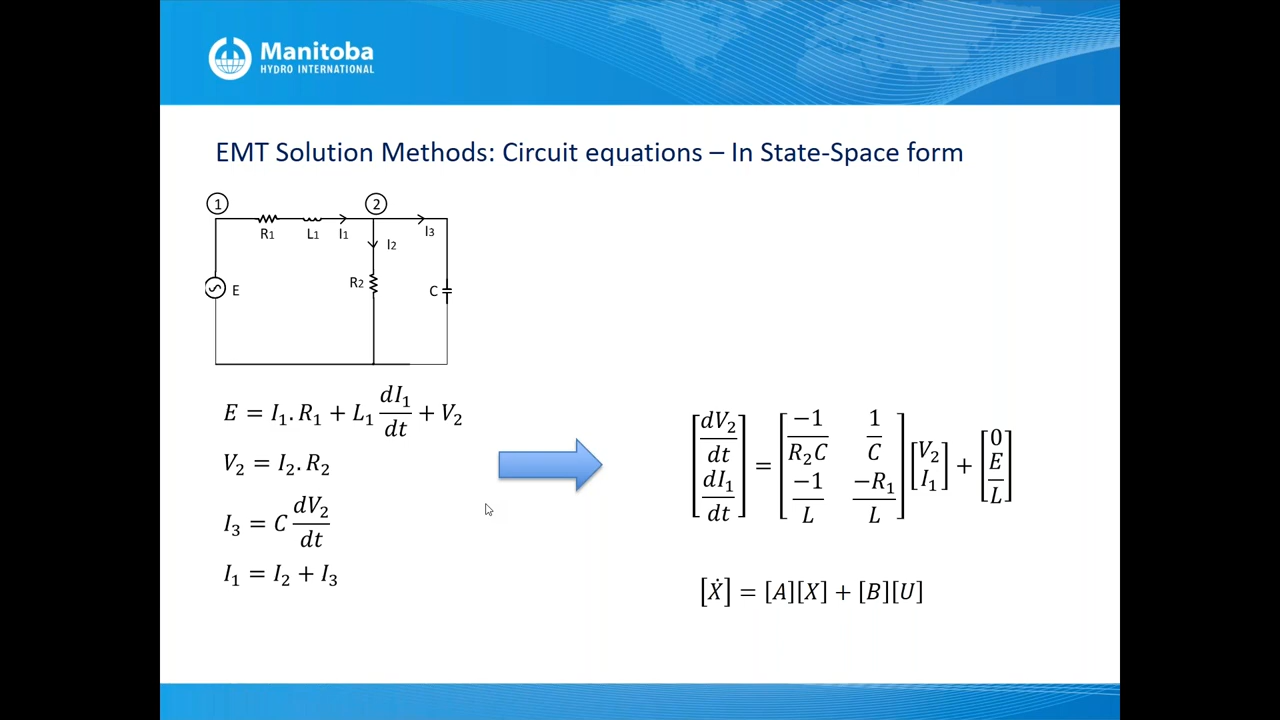 Manitoba
HYDRO INTERNATIONAL
EMT Solution Methods: Circuit equations – In State-Space form
1 2
R1 L1 I1 I3
I2
R2
E C
E = I₁.R₁ + L₁ dI₁/dt + V₂
V₂ = I₂.R₂
I₃ = C dV₂/dt
I₁ = I₂ + I₃
[dV₂/dt dI₁/dt] = [−1/R₂C 1/C −1/L −R₁/L] [V₂ I₁] + [0 E/L]
[Ẋ] = [A][X] + [B][U]